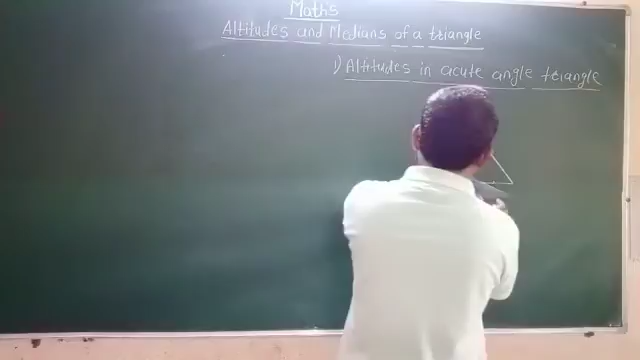 Maths
Altitudes and Medians of a triangle
1) Altitudes in acute angle triangle